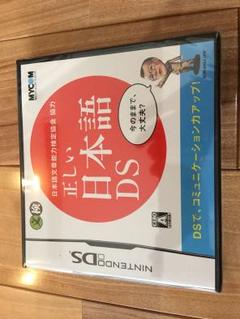 MYCOM
日本語文章能力検定協会 協力
正しい
日本語
DS
今のままで、
大丈夫?
DSで、コミュニケーション力アップ!
NINTENDO DS
A